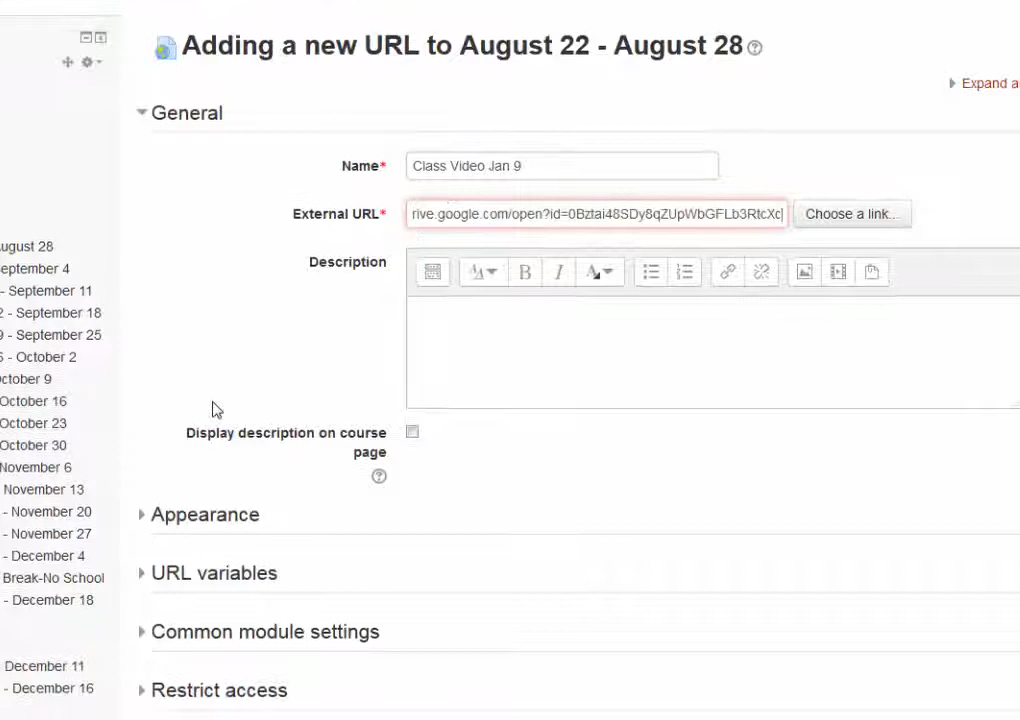 Adding a new URL to August 22 - August 28
Expand a
General
Name*
Class Video Jan 9
External URL*
rive.google.com/open?id=0Bztai48SDy8qZUpWbGFLb3RtcXc
Choose a link...
Description
B
I
Display description on course
page
Appearance
URL variables
Common module settings
Restrict access
ugust 28
eptember 4
- September 11
2 - September 18
9 - September 25
6 - October 2
ctober 9
October 16
October 23
October 30
November 6
November 13
- November 20
- November 27
- December 4
Break-No School
- December 18
December 11
- December 16